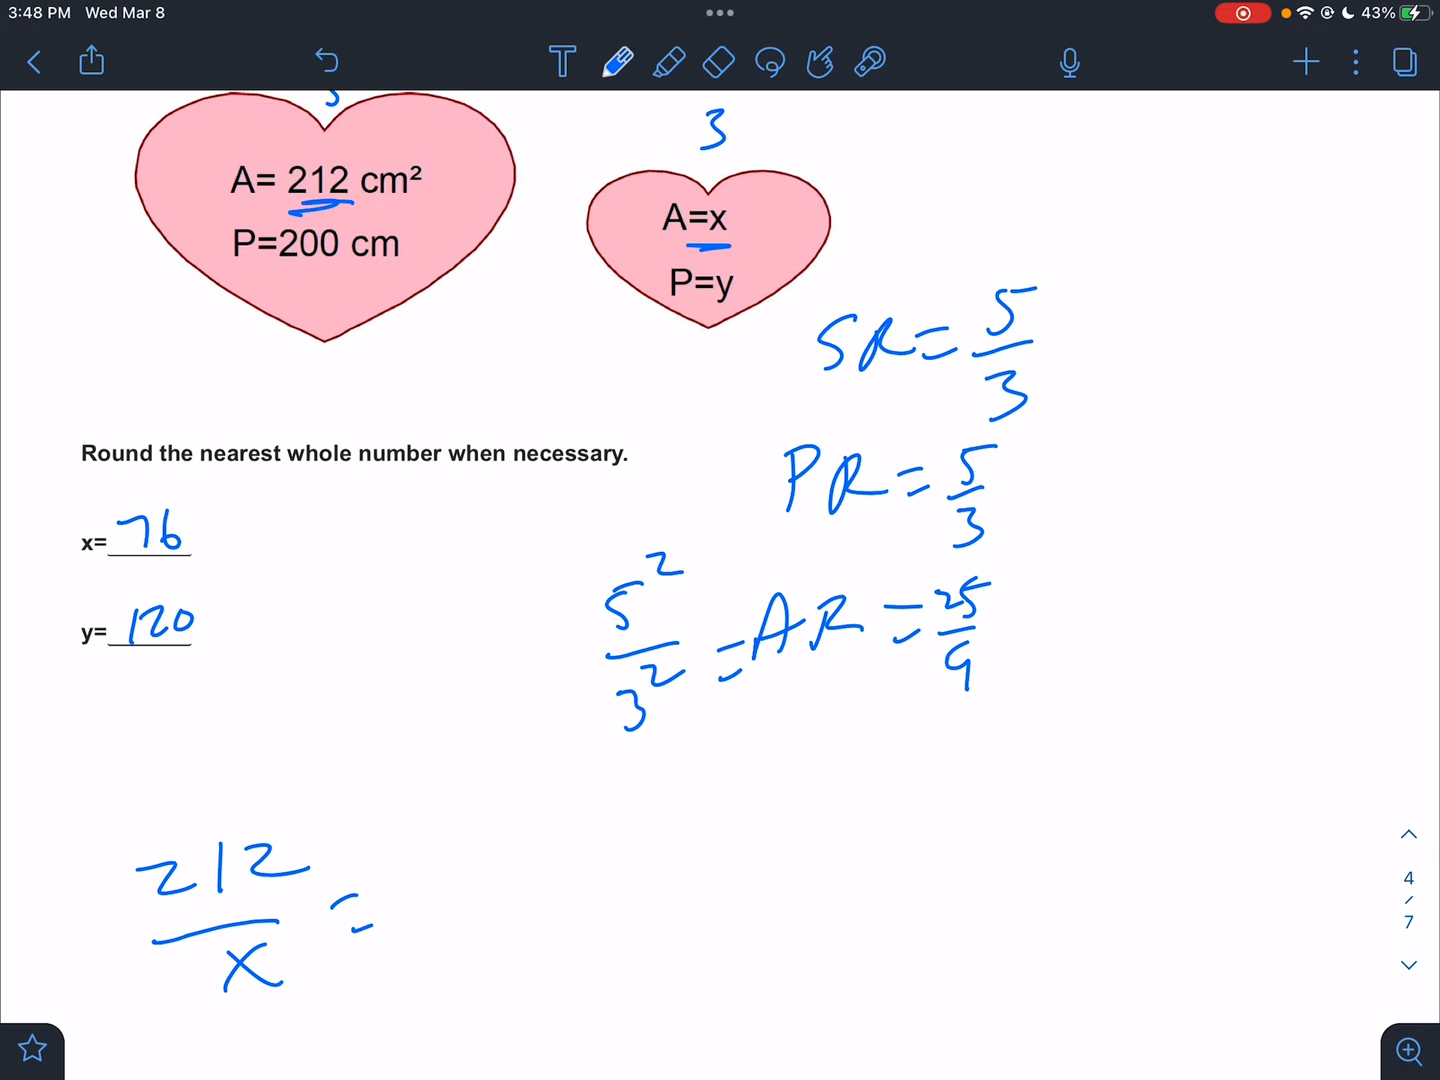 3:48 PM Wed Mar 8
43%
T
3
A= 212 cm²
P=200 cm
A=x
P=y
SR = 5/3
Round the nearest whole number when necessary.
PR = 5/3
x= 76
5²/3² = AR = 25/9
y= 120
212/x =
4
/
7